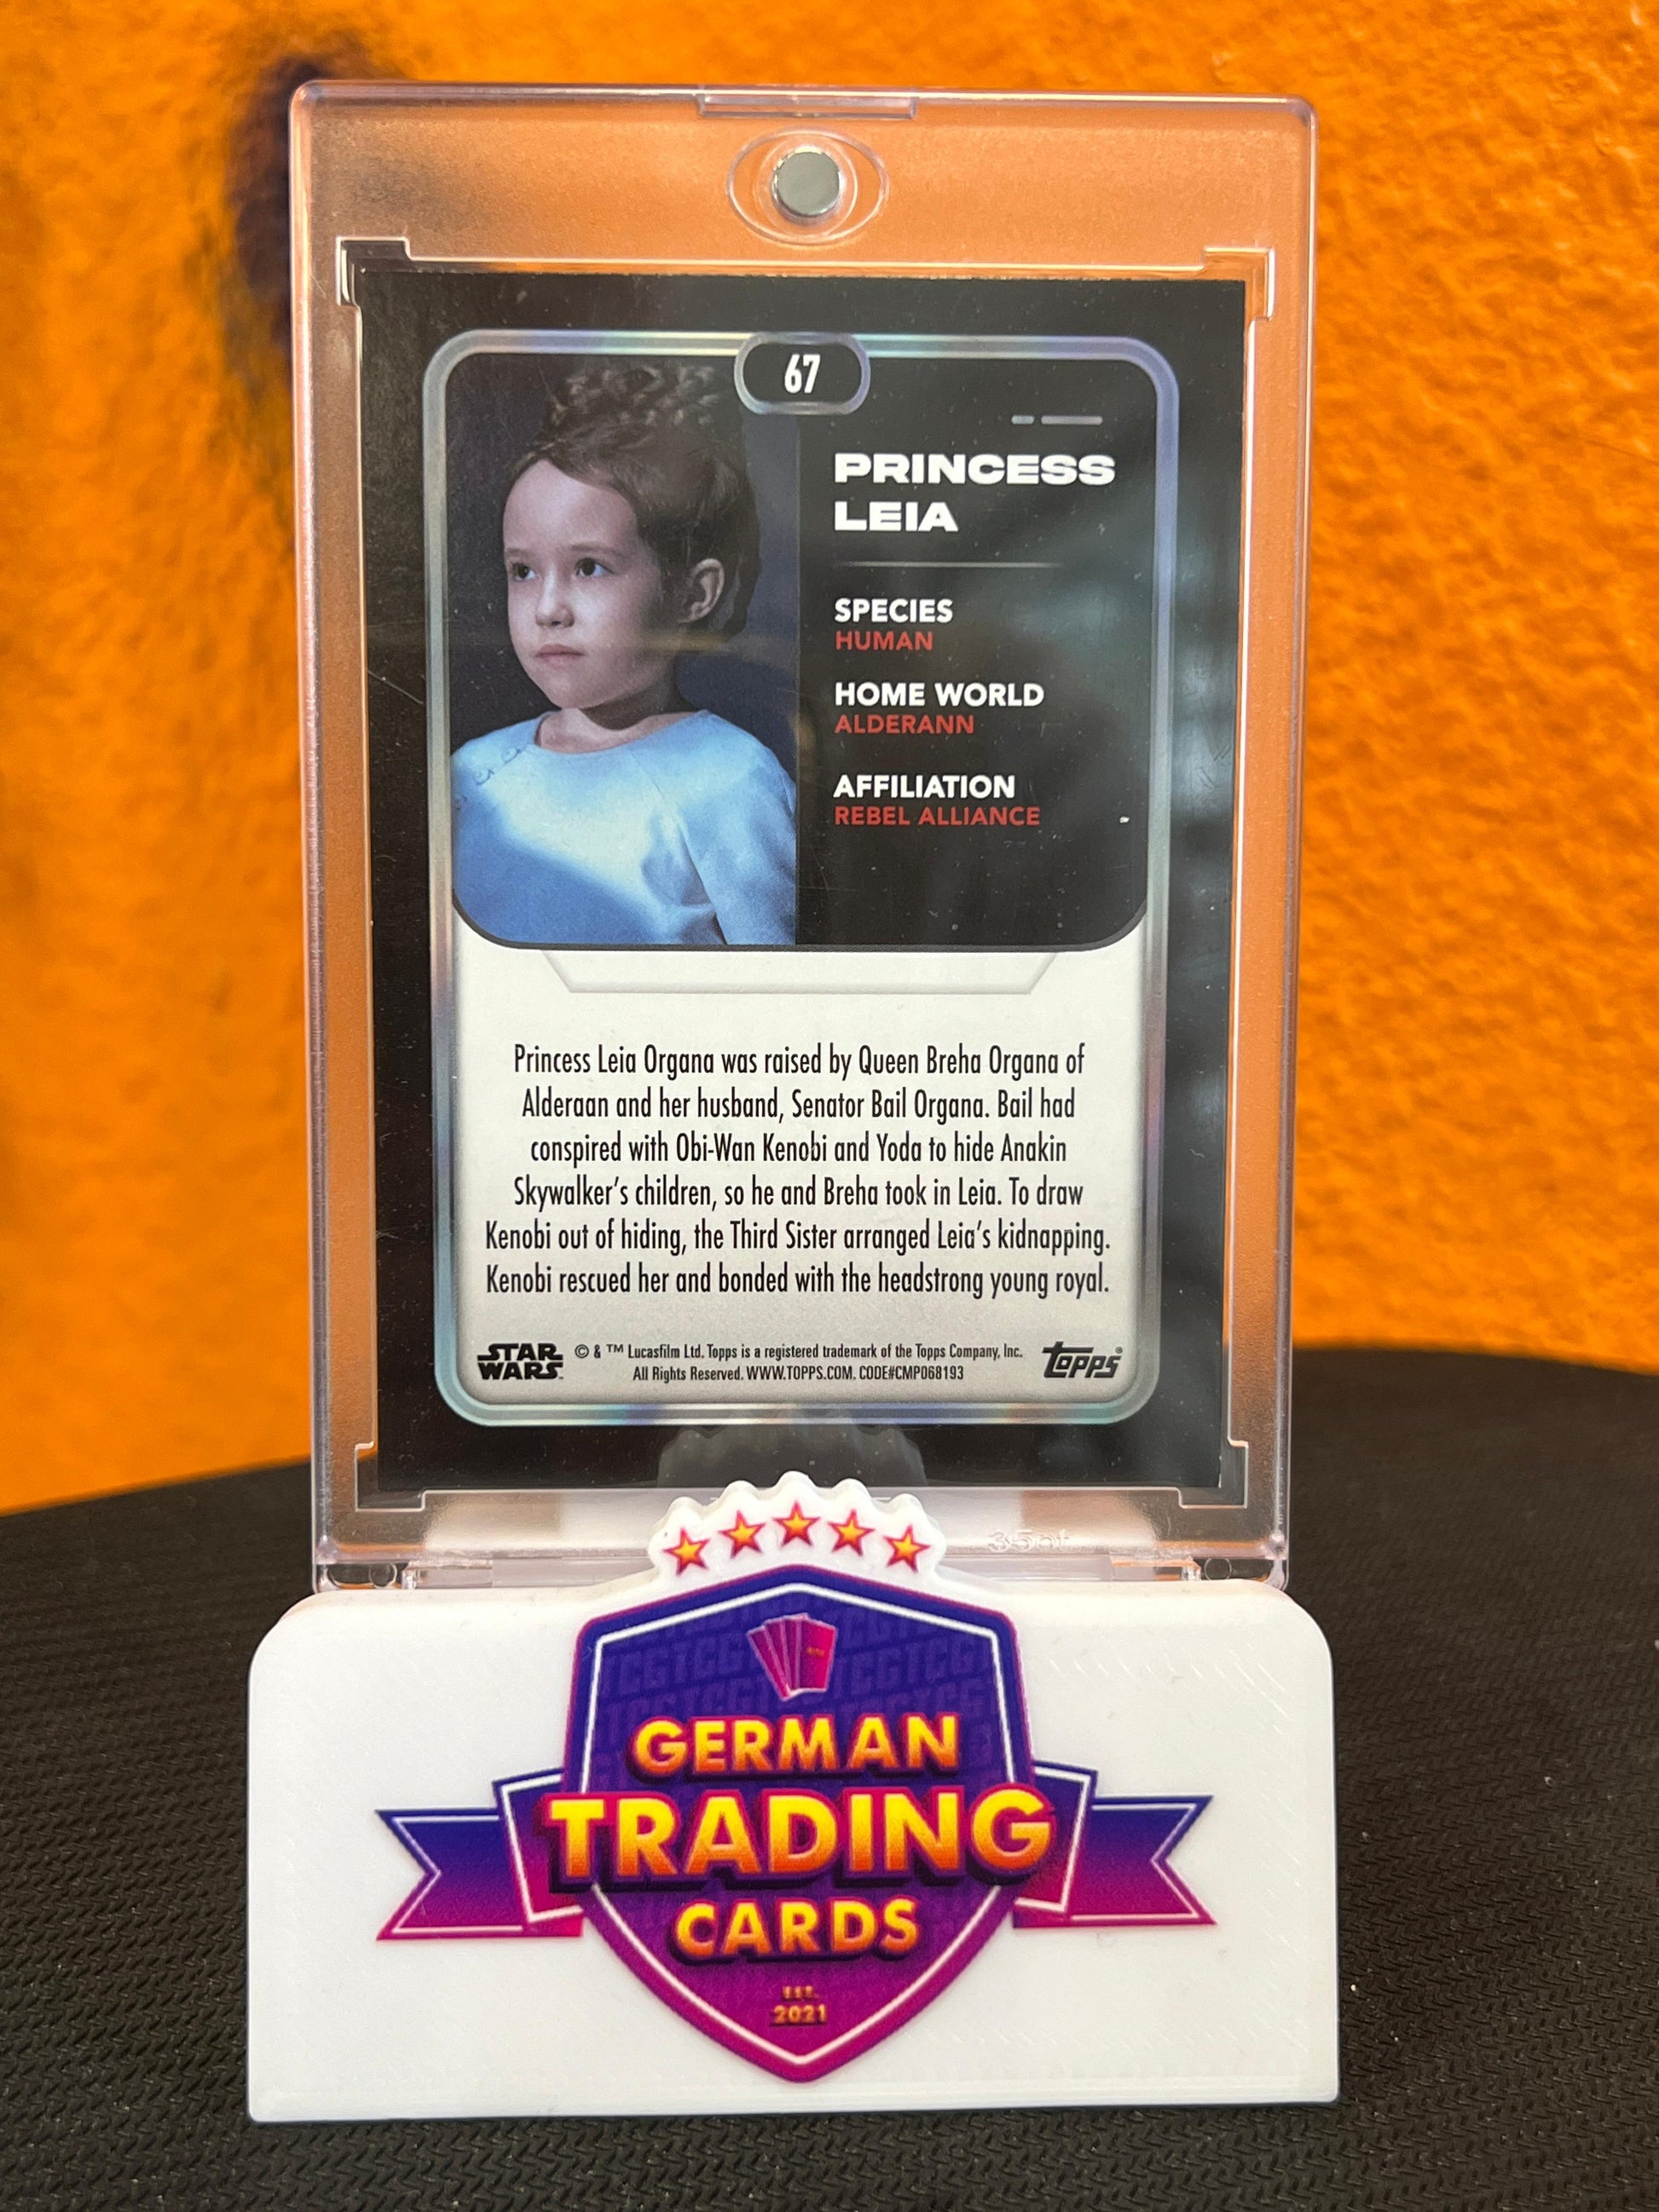 67
PRINCESS
LEIA
SPECIES
HUMAN
HOME WORLD
ALDERANN
AFFILIATION
REBEL ALLIANCE
Princess Leia Organa was raised by Queen Breha Organa of
Alderaan and her husband, Senator Bail Organa. Bail had
conspired with Obi-Wan Kenobi and Yoda to hide Anakin
Skywalker's children, so he and Breha took in Leia. To draw
Kenobi out of hiding, the Third Sister arranged Leia's kidnapping.
Kenobi rescued her and bonded with the headstrong young royal.
STAR
WARS
© & ™ Lucasfilm Ltd. Topps is a registered trademark of the Topps Company, Inc.
All Rights Reserved. WWW.TOPPS.COM. CODE#CMP068193
topps®
35pt
GERMAN
TRADING
CARDS
EST.
2021